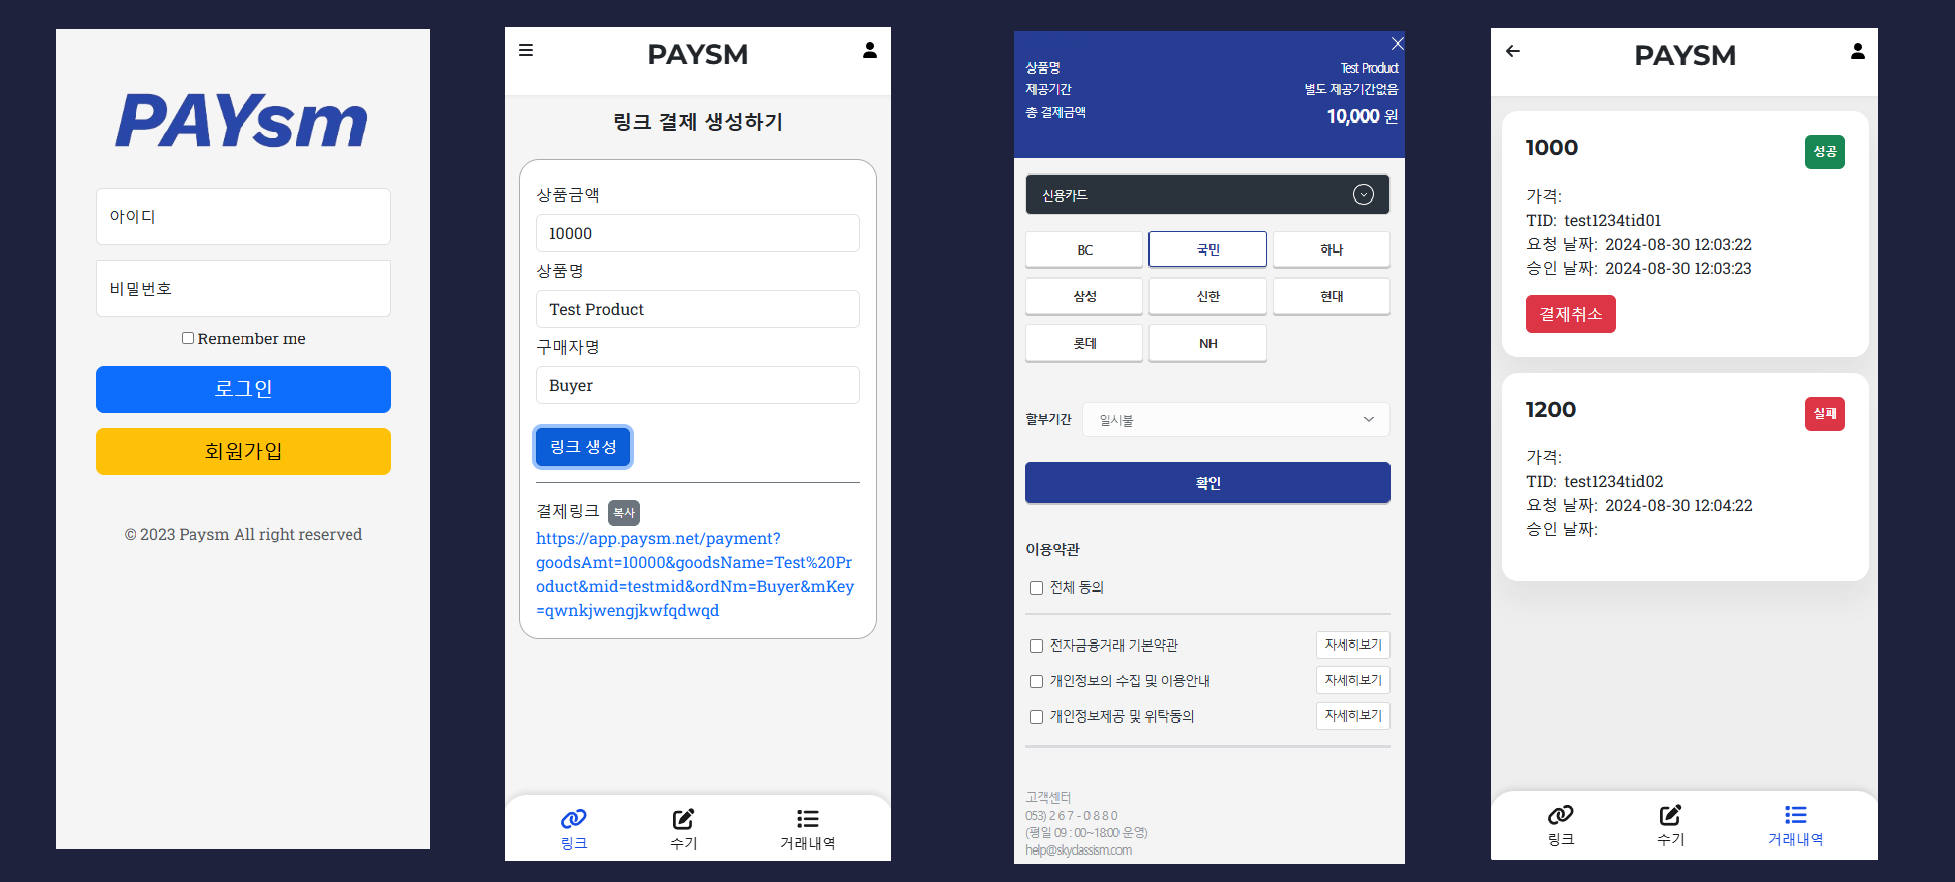 PAYsm
아이디
비밀번호
Remember me
로그인
회원가입
© 2023 Paysm All right reserved
PAYSM
링크 결제 생성하기
상품금액
10000
상품명
Test Product
구매자명
Buyer
링크 생성
결제링크 복사
https://app.paysm.net/payment?
goodsAmt=10000&goodsName=Test%20Pr
oduct&mid=testmid&ordNm=Buyer&mKey
=qwnkjwengjkwfqdwqd
링크 수기 거래내역
상품명 Test Product
제공기간 별도 제공기간없음
총 결제금액 10,000 원
신용카드
BC 국민 하나
삼성 신한 현대
롯데 NH
할부기간 일시불
확인
이용약관
전체 동의
전자금융거래 기본약관 자세히보기
개인정보의 수집 및 이용안내 자세히보기
개인정보제공 및 위탁동의 자세히보기
고객센터
053) 2 6 7 - 0 8 8 0
(평일 09 : 00~18:00 운영)
help@skyclassism.com
PAYSM
1000 성공
가격:
TID: test1234tid01
요청 날짜: 2024-08-30 12:03:22
승인 날짜: 2024-08-30 12:03:23
결제취소
1200 실패
가격:
TID: test1234tid02
요청 날짜: 2024-08-30 12:04:22
승인 날짜:
링크 수기 거래내역